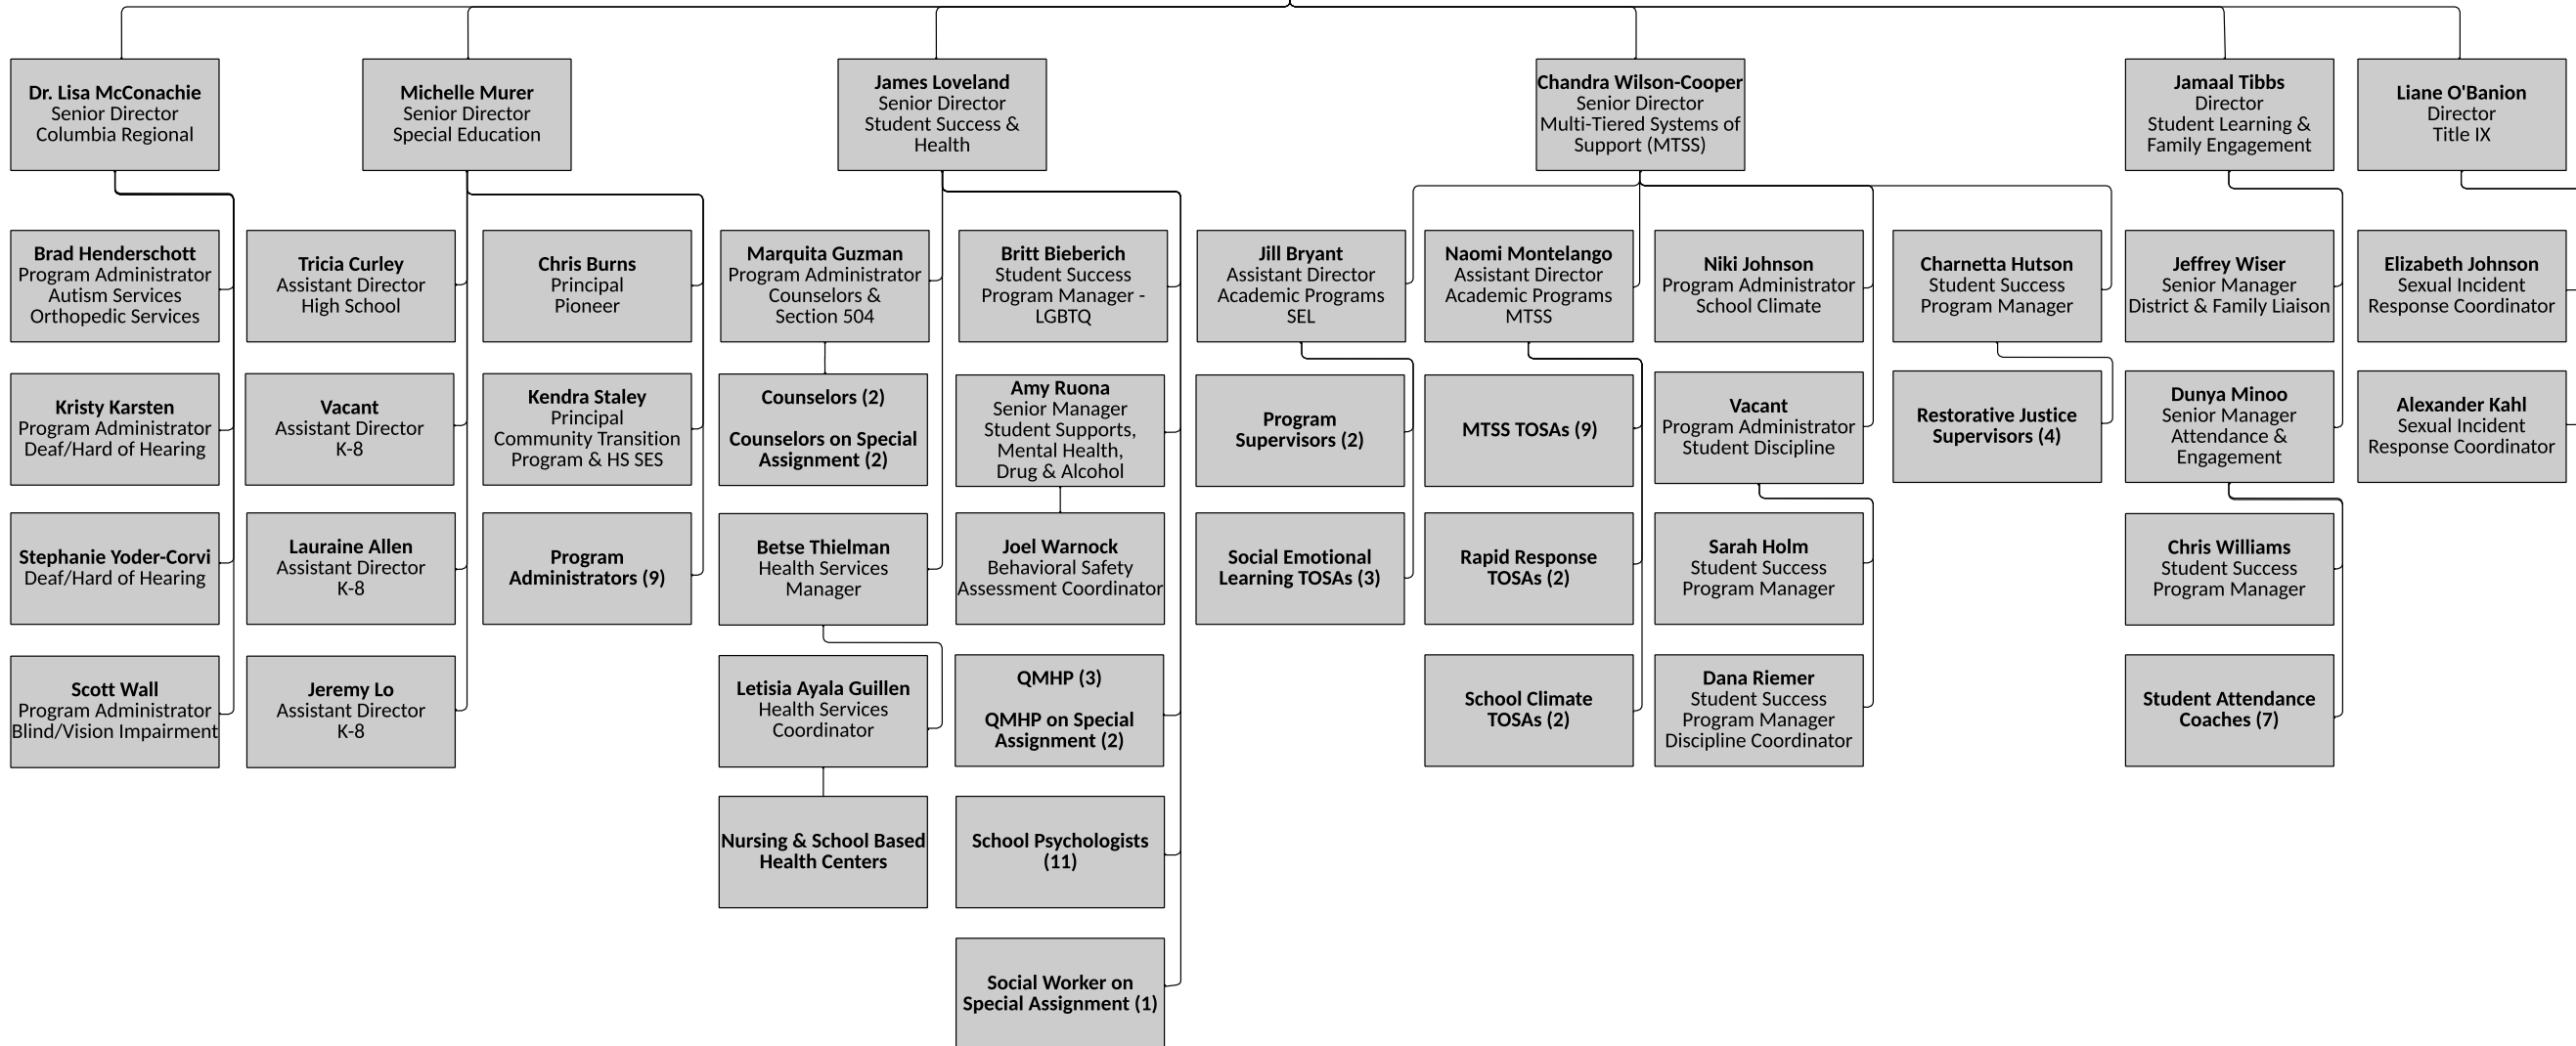 Dr. Lisa McConachie
Senior Director
Columbia Regional
Michelle Murer
Senior Director
Special Education
James Loveland
Senior Director
Student Success &
Health
Chandra Wilson-Cooper
Senior Director
Multi-Tiered Systems of
Support (MTSS)
Jamaal Tibbs
Director
Student Learning &
Family Engagement
Liane O'Banion
Director
Title IX
Brad Henderschott
Program Administrator
Autism Services
Orthopedic Services
Tricia Curley
Assistant Director
High School
Chris Burns
Principal
Pioneer
Marquita Guzman
Program Administrator
Counselors &
Section 504
Britt Bieberich
Student Success
Program Manager -
LGBTQ
Jill Bryant
Assistant Director
Academic Programs
SEL
Naomi Montelango
Assistant Director
Academic Programs
MTSS
Niki Johnson
Program Administrator
School Climate
Charnetta Hutson
Student Success
Program Manager
Jeffrey Wiser
Senior Manager
District & Family Liaison
Elizabeth Johnson
Sexual Incident
Response Coordinator
Kristy Karsten
Program Administrator
Deaf/Hard of Hearing
Vacant
Assistant Director
K-8
Kendra Staley
Principal
Community Transition
Program & HS SES
Counselors (2)
Counselors on Special
Assignment (2)
Amy Ruona
Senior Manager
Student Supports,
Mental Health,
Drug & Alcohol
Program
Supervisors (2)
MTSS TOSAs (9)
Vacant
Program Administrator
Student Discipline
Restorative Justice
Supervisors (4)
Dunya Minoo
Senior Manager
Attendance &
Engagement
Alexander Kahl
Sexual Incident
Response Coordinator
Stephanie Yoder-Corvi
Deaf/Hard of Hearing
Lauraine Allen
Assistant Director
K-8
Program
Administrators (9)
Betse Thielman
Health Services
Manager
Joel Warnock
Behavioral Safety
Assessment Coordinator
Social Emotional
Learning TOSAs (3)
Rapid Response
TOSAs (2)
Sarah Holm
Student Success
Program Manager
Chris Williams
Student Success
Program Manager
Scott Wall
Program Administrator
Blind/Vision Impairment
Jeremy Lo
Assistant Director
K-8
Letisia Ayala Guillen
Health Services
Coordinator
QMHP (3)
QMHP on Special
Assignment (2)
School Climate
TOSAs (2)
Dana Riemer
Student Success
Program Manager
Discipline Coordinator
Student Attendance
Coaches (7)
Nursing & School Based
Health Centers
School Psychologists
(11)
Social Worker on
Special Assignment (1)